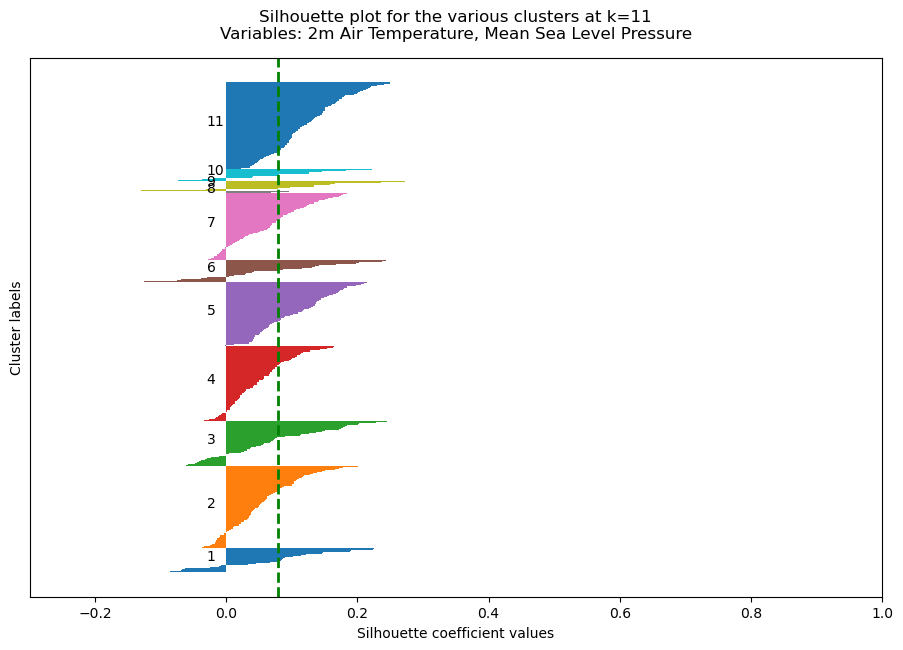 Silhouette plot for the various clusters at k=11
Variables: 2m Air Temperature, Mean Sea Level Pressure
Cluster labels
11
10
9
8
7
6
5
4
3
2
1
−0.2 0.0 0.2 0.4 0.6 0.8 1.0
Silhouette coefficient values